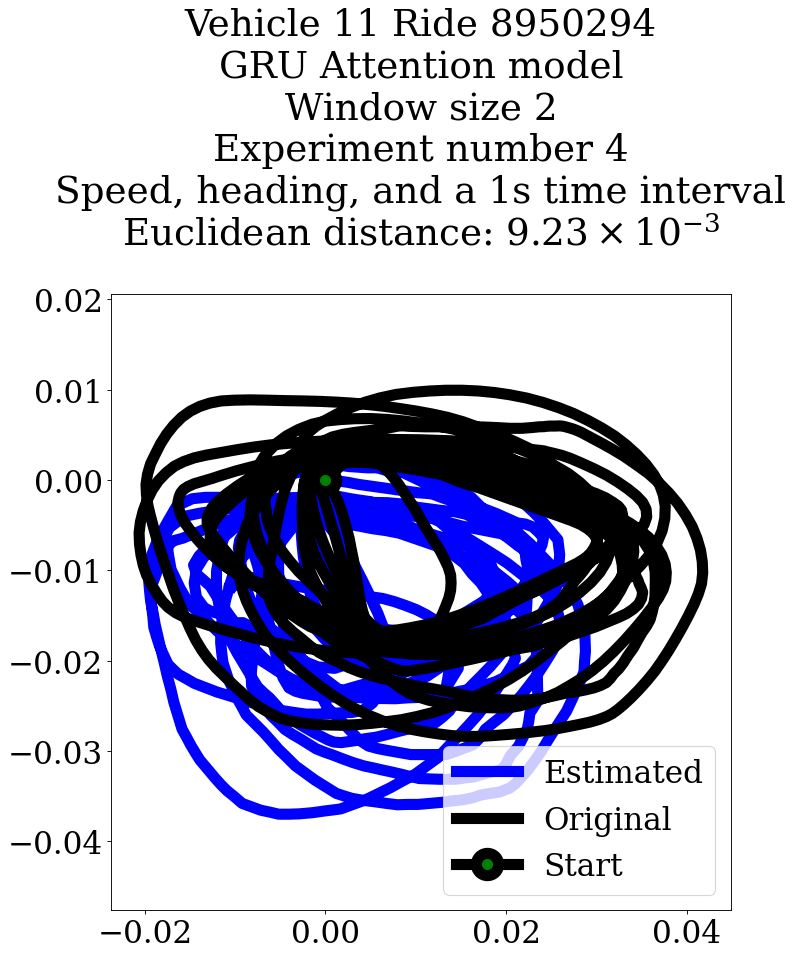 Vehicle 11 Ride 8950294
GRU Attention model
Window size 2
Experiment number 4
Speed, heading, and a 1s time interval
Euclidean distance: 9.23 × 10⁻³
0.02
0.01
0.00
−0.01
−0.02
−0.03
−0.04
Estimated
Original
Start
−0.02 0.00 0.02 0.04